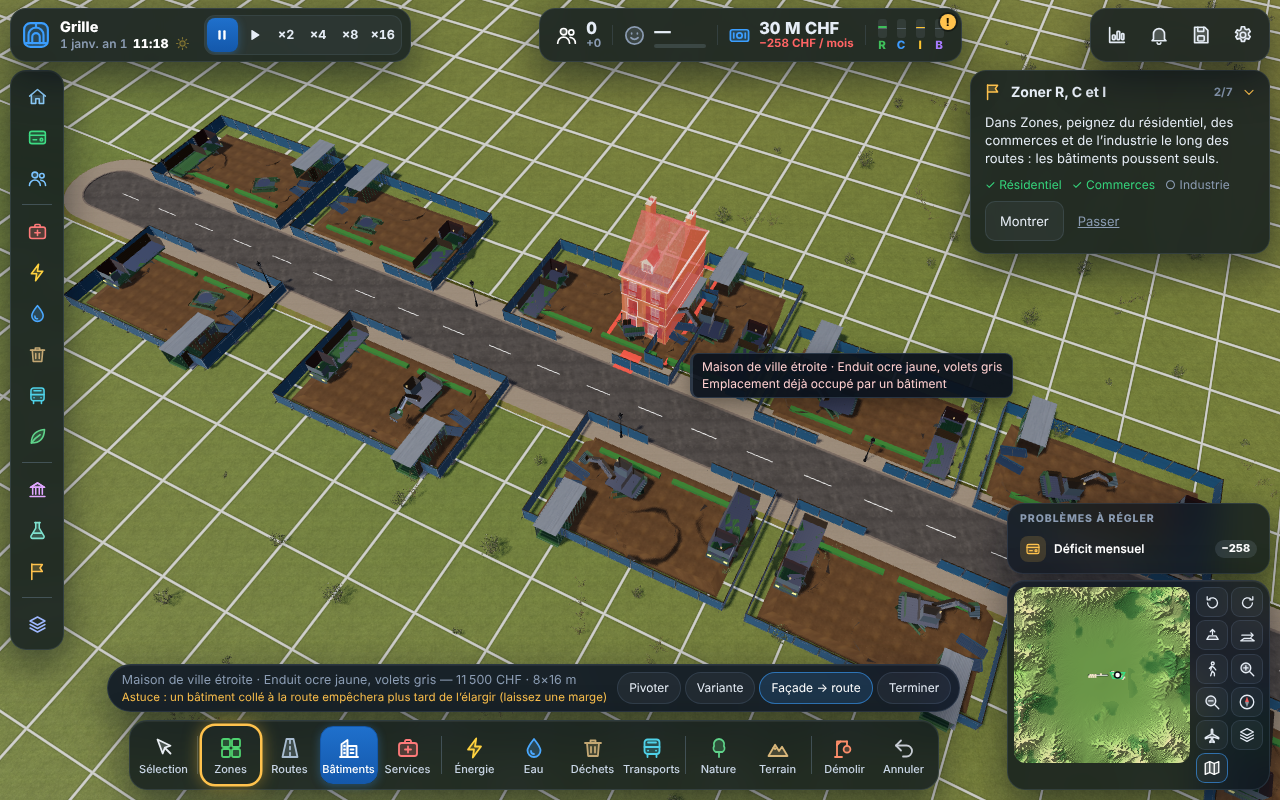 Grille
1 janv. an 1 11:18
×2 ×4 ×8 ×16
0
+0
—
30 M CHF
−258 CHF / mois
R C I B
!
Zoner R, C et I 2/7
Dans Zones, peignez du résidentiel, des
commerces et de l’industrie le long des
routes : les bâtiments poussent seuls.
✓ Résidentiel ✓ Commerces ○ Industrie
Montrer Passer
Maison de ville étroite · Enduit ocre jaune, volets gris
Emplacement déjà occupé par un bâtiment
PROBLÈMES À RÉGLER
Déficit mensuel −258
Maison de ville étroite · Enduit ocre jaune, volets gris — 11 500 CHF · 8×16 m
Astuce : un bâtiment collé à la route empêchera plus tard de l’élargir (laissez une marge)
Pivoter Variante Façade → route Terminer
Sélection Zones Routes Bâtiments Services Énergie Eau Déchets Transports Nature Terrain Démolir Annuler